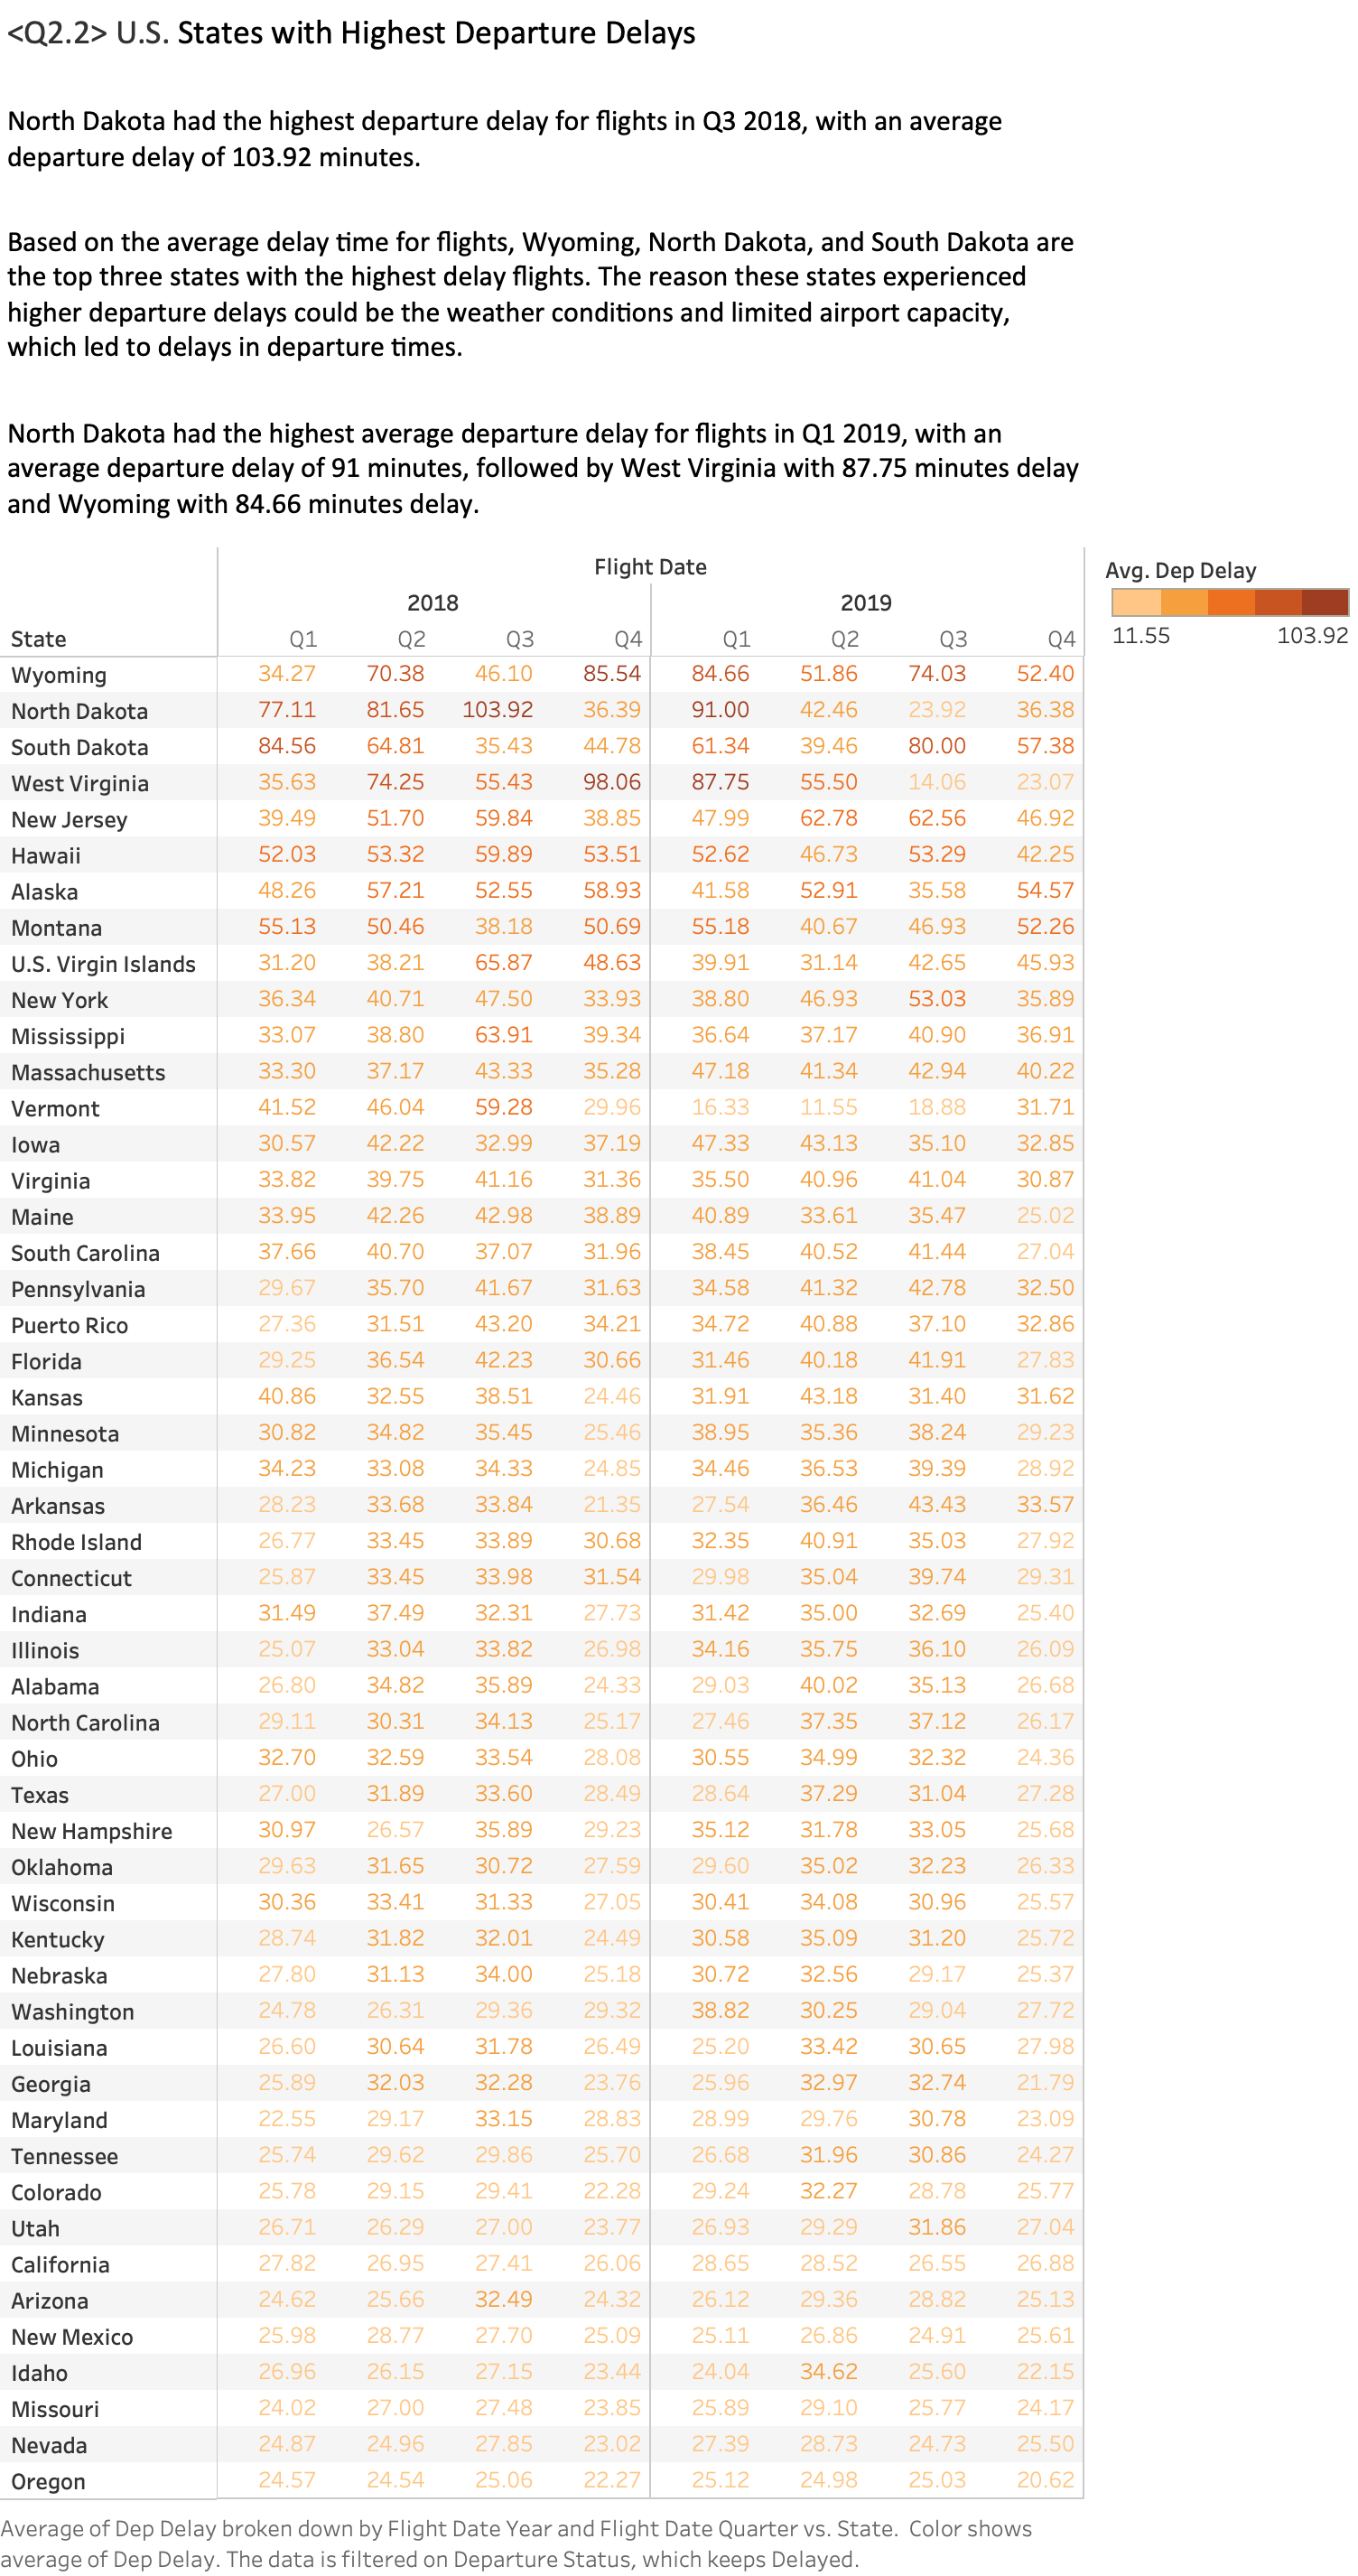 <Q2.2> U.S. States with Highest Departure Delays
North Dakota had the highest departure delay for flights in Q3 2018, with an average
departure delay of 103.92 minutes.
Based on the average delay time for flights, Wyoming, North Dakota, and South Dakota are
the top three states with the highest delay flights. The reason these states experienced
higher departure delays could be the weather conditions and limited airport capacity,
which led to delays in departure times.
North Dakota had the highest average departure delay for flights in Q1 2019, with an
average departure delay of 91 minutes, followed by West Virginia with 87.75 minutes delay
and Wyoming with 84.66 minutes delay.
Flight Date
Avg. Dep Delay
2018 2019
11.55 103.92
State Q1 Q2 Q3 Q4 Q1 Q2 Q3 Q4
Wyoming 34.27 70.38 46.10 85.54 84.66 51.86 74.03 52.40
North Dakota 77.11 81.65 103.92 36.39 91.00 42.46 23.92 36.38
South Dakota 84.56 64.81 35.43 44.78 61.34 39.46 80.00 57.38
West Virginia 35.63 74.25 55.43 98.06 87.75 55.50 14.06 23.07
New Jersey 39.49 51.70 59.84 38.85 47.99 62.78 62.56 46.92
Hawaii 52.03 53.32 59.89 53.51 52.62 46.73 53.29 42.25
Alaska 48.26 57.21 52.55 58.93 41.58 52.91 35.58 54.57
Montana 55.13 50.46 38.18 50.69 55.18 40.67 46.93 52.26
U.S. Virgin Islands 31.20 38.21 65.87 48.63 39.91 31.14 42.65 45.93
New York 36.34 40.71 47.50 33.93 38.80 46.93 53.03 35.89
Mississippi 33.07 38.80 63.91 39.34 36.64 37.17 40.90 36.91
Massachusetts 33.30 37.17 43.33 35.28 47.18 41.34 42.94 40.22
Vermont 41.52 46.04 59.28 29.96 16.33 11.55 18.88 31.71
Iowa 30.57 42.22 32.99 37.19 47.33 43.13 35.10 32.85
Virginia 33.82 39.75 41.16 31.36 35.50 40.96 41.04 30.87
Maine 33.95 42.26 42.98 38.89 40.89 33.61 35.47 25.02
South Carolina 37.66 40.70 37.07 31.96 38.45 40.52 41.44 27.04
Pennsylvania 29.67 35.70 41.67 31.63 34.58 41.32 42.78 32.50
Puerto Rico 27.36 31.51 43.20 34.21 34.72 40.88 37.10 32.86
Florida 29.25 36.54 42.23 30.66 31.46 40.18 41.91 27.83
Kansas 40.86 32.55 38.51 24.46 31.91 43.18 31.40 31.62
Minnesota 30.82 34.82 35.45 25.46 38.95 35.36 38.24 29.23
Michigan 34.23 33.08 34.33 24.85 34.46 36.53 39.39 28.92
Arkansas 28.23 33.68 33.84 21.35 27.54 36.46 43.43 33.57
Rhode Island 26.77 33.45 33.89 30.68 32.35 40.91 35.03 27.92
Connecticut 25.87 33.45 33.98 31.54 29.98 35.04 39.74 29.31
Indiana 31.49 37.49 32.31 27.73 31.42 35.00 32.69 25.40
Illinois 25.07 33.04 33.82 26.98 34.16 35.75 36.10 26.09
Alabama 26.80 34.82 35.89 24.33 29.03 40.02 35.13 26.68
North Carolina 29.11 30.31 34.13 25.17 27.46 37.35 37.12 26.17
Ohio 32.70 32.59 33.54 28.08 30.55 34.99 32.32 24.36
Texas 27.00 31.89 33.60 28.49 28.64 37.29 31.04 27.28
New Hampshire 30.97 26.57 35.89 29.23 35.12 31.78 33.05 25.68
Oklahoma 29.63 31.65 30.72 27.59 29.60 35.02 32.23 26.33
Wisconsin 30.36 33.41 31.33 27.05 30.41 34.08 30.96 25.57
Kentucky 28.74 31.82 32.01 24.49 30.58 35.09 31.20 25.72
Nebraska 27.80 31.13 34.00 25.18 30.72 32.56 29.17 25.37
Washington 24.78 26.31 29.36 29.32 38.82 30.25 29.04 27.72
Louisiana 26.60 30.64 31.78 26.49 25.20 33.42 30.65 27.98
Georgia 25.89 32.03 32.28 23.76 25.96 32.97 32.74 21.79
Maryland 22.55 29.17 33.15 28.83 28.99 29.76 30.78 23.09
Tennessee 25.74 29.62 29.86 25.70 26.68 31.96 30.86 24.27
Colorado 25.78 29.15 29.41 22.28 29.24 32.27 28.78 25.77
Utah 26.71 26.29 27.00 23.77 26.93 29.29 31.86 27.04
California 27.82 26.95 27.41 26.06 28.65 28.52 26.55 26.88
Arizona 24.62 25.66 32.49 24.32 26.12 29.36 28.82 25.13
New Mexico 25.98 28.77 27.70 25.09 25.11 26.86 24.91 25.61
Idaho 26.96 26.15 27.15 23.44 24.04 34.62 25.60 22.15
Missouri 24.02 27.00 27.48 23.85 25.89 29.10 25.77 24.17
Nevada 24.87 24.96 27.85 23.02 27.39 28.73 24.73 25.50
Oregon 24.57 24.54 25.06 22.27 25.12 24.98 25.03 20.62
Average of Dep Delay broken down by Flight Date Year and Flight Date Quarter vs. State. Color shows
average of Dep Delay. The data is filtered on Departure Status, which keeps Delayed.